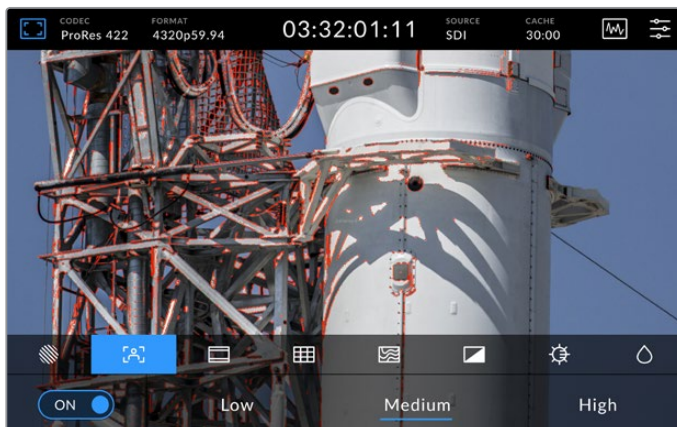 CODEC FORMAT SOURCE CACHE
ProRes 422 4320p59.94 03:32:01:11 SDI 30:00
ON Low Medium High